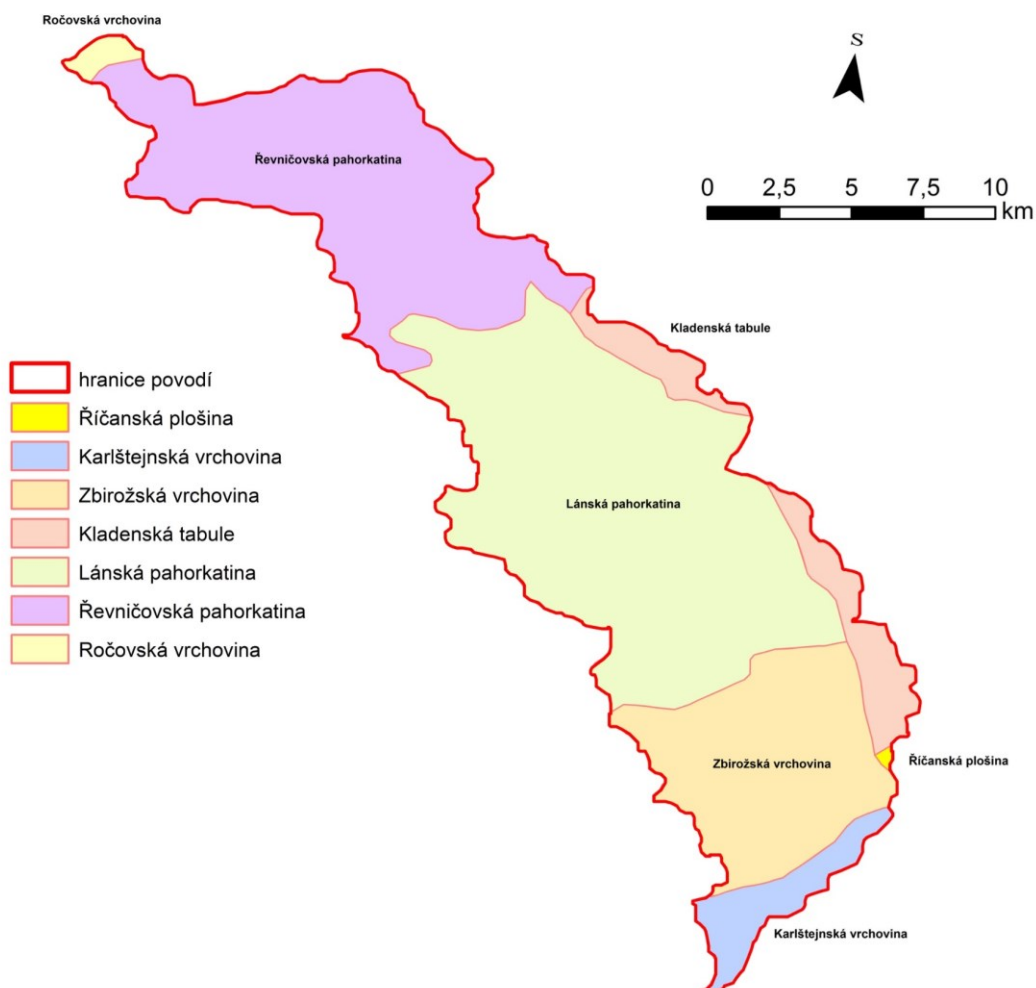 Ročovská vrchovina
S
Řevničovská pahorkatina
0 2,5 5 7,5 10
km
Kladenská tabule
hranice povodí
Říčanská plošina
Karlštejnská vrchovina
Zbirožská vrchovina
Kladenská tabule
Lánská pahorkatina
Řevničovská pahorkatina
Ročovská vrchovina
Lánská pahorkatina
Zbirožská vrchovina
Říčanská plošina
Karlštejnská vrchovina